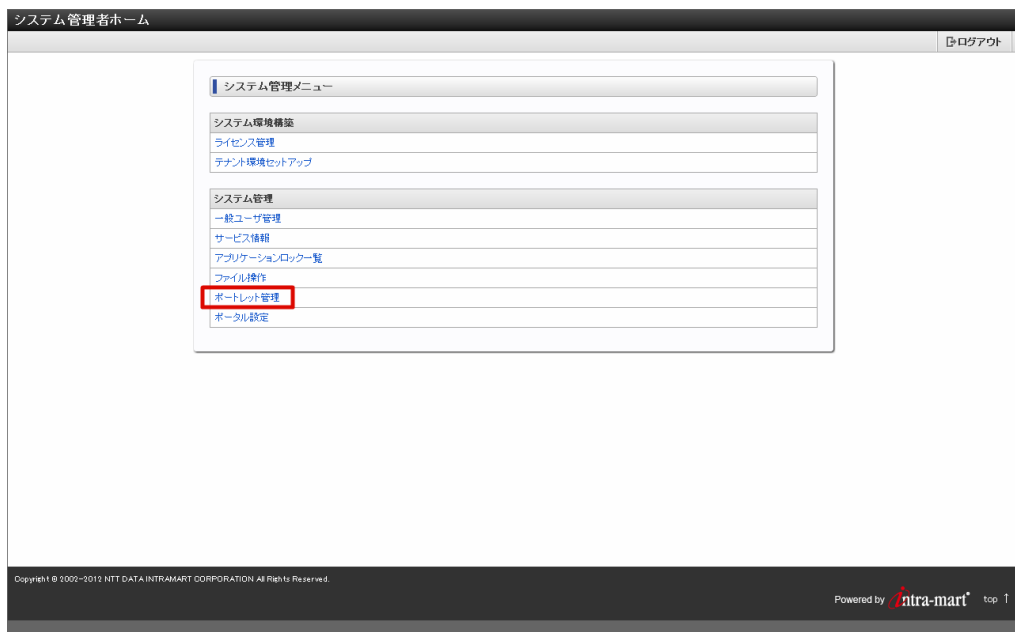 システム管理者ホーム
ログアウト
システム管理メニュー
システム環境構築
ライセンス管理
テナント環境セットアップ
システム管理
一般ユーザ管理
サービス情報
アプリケーションロック一覧
ファイル操作
ポートレット管理
ポータル設定
Copyright © 2002-2012 NTT DATA INTRAMART CORPORATION All Rights Reserved.
Powered by intra-mart® top ↑